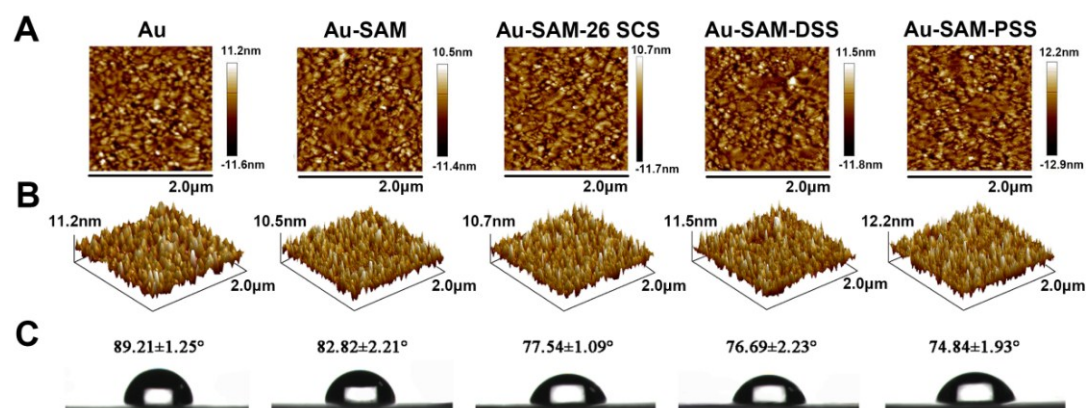 A
Au
Au-SAM
Au-SAM-26 SCS
Au-SAM-DSS
Au-SAM-PSS
11.2nm
-11.6nm
10.5nm
-11.4nm
10.7nm
-11.7nm
11.5nm
-11.8nm
12.2nm
-12.9nm
2.0μm
2.0μm
2.0μm
2.0μm
2.0μm
B
11.2nm
10.5nm
10.7nm
11.5nm
12.2nm
2.0μm
2.0μm
2.0μm
2.0μm
2.0μm
C
89.21±1.25°
82.82±2.21°
77.54±1.09°
76.69±2.23°
74.84±1.93°